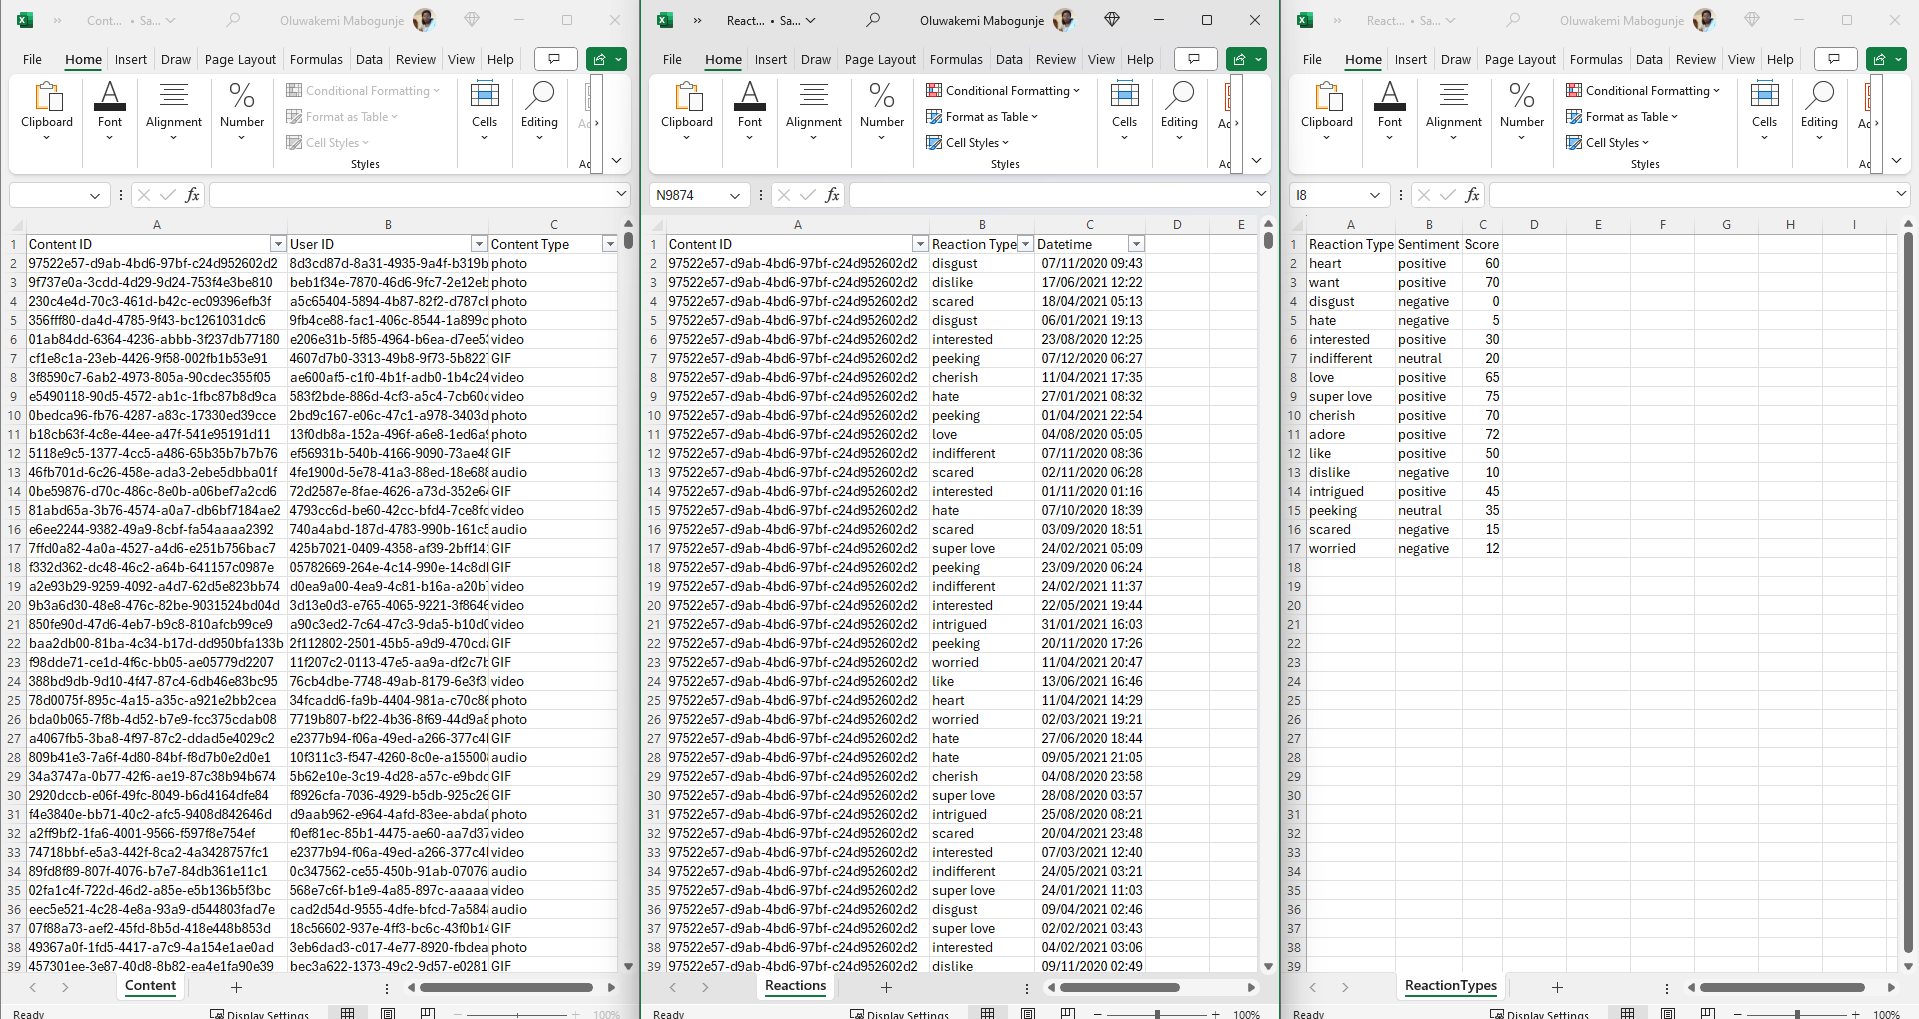 Cont... • Sa...
Oluwakemi Mabogunje
File Home Insert Draw Page Layout Formulas Data Review View Help
Clipboard Font Alignment Number Conditional Formatting Format as Table Cell Styles Styles Cells Editing
Content ID User ID Content Type
A B C
1 Content ID User ID Content Type
2 97522e57-d9ab-4bd6-97bf-c24d952602d2 8d3cd87d-8a31-4935-9a4f-b319b photo
3 9f737e0a-3cdd-4d29-9d24-753f4e3be810 beb1f34e-7870-46d6-9fc7-2e12eb photo
4 230c4e4d-70c3-461d-b42c-ec09396efb3f a5c65404-5894-4b87-82f2-d787cl photo
5 356fff80-da4d-4785-9f43-bc1261031dc6 9fb4ce88-fac1-406c-8544-1a899c photo
6 01ab84dd-6364-4236-abbb-3f237db77180 e206e31b-5f85-4964-b6ea-d7ee5 video
7 cf1e8c1a-23eb-4426-9f58-002fb1b53e91 4607d7b0-3313-49b8-9f73-5b822 GIF
8 3f8590c7-6ab2-4973-805a-90cdec355f05 ae600af5-c1f0-4b1f-adb0-1b4c24 video
9 e5490118-90d5-4572-ab1c-1fbc87b8d9ca 583f2bde-886d-4cf3-a5c4-7cb60 video
10 0bedca96-fb76-4287-a83c-17330ed39cce 2bd9c167-e06c-47c1-a978-3403d photo
11 b18cb63f-4c8e-44ee-a47f-541e95191d11 13f0db8a-152a-496f-a6e8-1ed6a photo
12 5118e9c5-1377-4cc5-a486-65b35b7b7b76 ef56931b-540b-4166-9090-73ae4 GIF
13 46fb701d-6c26-458e-ada3-2ebe5dbba01f 4fe1900d-5e78-41a3-88ed-18e68 audio
14 0be59876-d70c-486c-8e0b-a06bef7a2cd6 72d2587e-8fae-4626-a73d-352e6 GIF
15 81abd65a-3b76-4574-a0a7-db6bf7184ae2 4793cc6d-be60-42cc-bfd4-7ce8f video
16 e6ee2244-9382-49a9-8cbf-fa54aaaa2392 740a4abd-187d-4783-990b-161c audio
17 7ffd0a82-4a0a-4527-a4d6-e251b756bac7 425b7021-0409-4358-af39-2bff14 GIF
18 f332d362-dc48-46c2-a64b-641157c0987e 05782669-264e-4c14-990e-14c8d GIF
19 a2e93b29-9259-4092-a4d7-62d5e823bb74 d0ea9a00-4ea9-4c81-b16a-a20b video
20 9b3a6d30-48e8-476c-82be-9031524bd04d 3d13e0d3-e765-4065-9221-3f864 video
21 850fe90d-47d6-4eb7-b9c8-810afcb99ce9 a90c3ed2-7c64-47c3-9da5-b10d video
22 baa2db00-81ba-4c34-b17d-dd950bfa133b 2f112802-2501-45b5-a9d9-470cd GIF
23 f98dde71-ce1d-4f6c-bb05-ae05779d2207 11f207c2-0113-47e5-aa9a-df2c7 GIF
24 388bd9db-9d10-4f47-87c4-6db46e83bc95 76cb4dbe-7748-49ab-8179-6e3f3 video
25 78d0075f-895c-4a15-a35c-a921e2bb2cea 34fcadd6-fa9b-4404-981a-c70c8 photo
26 bda0b065-7f8b-4d52-b7e9-fcc375cdab08 7719b807-bf22-4b36-8f69-44d9a photo
27 a4067fb5-3ba8-4f97-87c2-ddad5e4029c2 e2377b94-f06a-49ed-a266-377c4 GIF
28 809b41e3-7a6f-4d80-84bf-f8d7b0e2d0e1 10f311c3-f547-4260-8c0e-a15500 audio
29 34a3747a-0b77-42f6-ae19-87c38b94b674 5b62e10e-3c19-4d28-a57c-e9bd GIF
30 2920dccb-e06f-49fc-8049-b6d4164dfe84 f8926cfa-7036-4929-b5db-925c26 GIF
31 f4e3840e-bb71-40c2-afc5-9408d842646d d9aab962-e964-4afd-83ee-abda photo
32 a2ff9bf2-1fa6-4001-9566-f597f8e754ef f0ef81ec-85b1-4475-ae60-aa7d37 video
33 74718bbf-e5a3-442f-8ca2-4a3428757fc1 e2377b94-f06a-49ed-a266-377c4 video
34 89fd8f89-807f-4076-b7e7-84db361e11c1 0c347562-ce55-450b-91ab-07076 audio
35 02fa1c4f-722d-46d2-a85e-e5b136b5f3bc 568e7c6f-b1e9-4a85-897c-aaaaa video
36 eec5e521-4c28-4e8a-93a9-d544803fad7e cad2d54d-9555-4dfe-bfcd-7a584 audio
37 07f88a73-aef2-45fd-8b5d-418e448b853d 18c56602-937e-4ff3-bc6c-43f0b1 GIF
38 49367a0f-1fd5-4417-a7c9-4a154e1ae0ad 3eb6dad3-c017-4e77-8920-fbdea photo
39 457301ee-3e87-40d8-8b82-ea4e1fa90e39 bec3a622-1373-49c2-9d57-e0281 GIF
Content
Ready Display Settings 100%
React... • Sa...
Oluwakemi Mabogunje
File Home Insert Draw Page Layout Formulas Data Review View Help
Clipboard Font Alignment Number Conditional Formatting Format as Table Cell Styles Styles Cells Editing
N9874 fx
A B C D E
1 Content ID Reaction Type Datetime
2 97522e57-d9ab-4bd6-97bf-c24d952602d2 disgust 07/11/2020 09:43
3 97522e57-d9ab-4bd6-97bf-c24d952602d2 dislike 17/06/2021 12:22
4 97522e57-d9ab-4bd6-97bf-c24d952602d2 scared 18/04/2021 05:13
5 97522e57-d9ab-4bd6-97bf-c24d952602d2 disgust 06/01/2021 19:13
6 97522e57-d9ab-4bd6-97bf-c24d952602d2 interested 23/08/2020 12:25
7 97522e57-d9ab-4bd6-97bf-c24d952602d2 peeking 07/12/2020 06:27
8 97522e57-d9ab-4bd6-97bf-c24d952602d2 cherish 11/04/2021 17:35
9 97522e57-d9ab-4bd6-97bf-c24d952602d2 hate 27/01/2021 08:32
10 97522e57-d9ab-4bd6-97bf-c24d952602d2 peeking 01/04/2021 22:54
11 97522e57-d9ab-4bd6-97bf-c24d952602d2 love 04/08/2020 05:05
12 97522e57-d9ab-4bd6-97bf-c24d952602d2 indifferent 07/11/2020 08:36
13 97522e57-d9ab-4bd6-97bf-c24d952602d2 scared 02/11/2020 06:28
14 97522e57-d9ab-4bd6-97bf-c24d952602d2 interested 01/11/2020 01:16
15 97522e57-d9ab-4bd6-97bf-c24d952602d2 hate 07/10/2020 18:39
16 97522e57-d9ab-4bd6-97bf-c24d952602d2 scared 03/09/2020 18:51
17 97522e57-d9ab-4bd6-97bf-c24d952602d2 super love 24/02/2021 05:09
18 97522e57-d9ab-4bd6-97bf-c24d952602d2 peeking 23/09/2020 06:24
19 97522e57-d9ab-4bd6-97bf-c24d952602d2 indifferent 24/02/2021 11:37
20 97522e57-d9ab-4bd6-97bf-c24d952602d2 interested 22/05/2021 19:44
21 97522e57-d9ab-4bd6-97bf-c24d952602d2 intrigued 31/01/2021 16:03
22 97522e57-d9ab-4bd6-97bf-c24d952602d2 peeking 20/11/2020 17:26
23 97522e57-d9ab-4bd6-97bf-c24d952602d2 worried 11/04/2021 20:47
24 97522e57-d9ab-4bd6-97bf-c24d952602d2 like 13/06/2021 16:46
25 97522e57-d9ab-4bd6-97bf-c24d952602d2 heart 11/04/2021 14:29
26 97522e57-d9ab-4bd6-97bf-c24d952602d2 worried 02/03/2021 19:21
27 97522e57-d9ab-4bd6-97bf-c24d952602d2 hate 27/06/2021 18:44
28 97522e57-d9ab-4bd6-97bf-c24d952602d2 hate 09/05/2021 21:05
29 97522e57-d9ab-4bd6-97bf-c24d952602d2 cherish 04/08/2020 23:58
30 97522e57-d9ab-4bd6-97bf-c24d952602d2 super love 28/08/2020 03:57
31 97522e57-d9ab-4bd6-97bf-c24d952602d2 intrigued 25/08/2020 08:21
32 97522e57-d9ab-4bd6-97bf-c24d952602d2 scared 20/04/2021 23:48
33 97522e57-d9ab-4bd6-97bf-c24d952602d2 interested 07/03/2021 12:40
34 97522e57-d9ab-4bd6-97bf-c24d952602d2 indifferent 24/05/2021 03:21
35 97522e57-d9ab-4bd6-97bf-c24d952602d2 super love 24/01/2021 11:03
36 97522e57-d9ab-4bd6-97bf-c24d952602d2 disgust 09/04/2021 02:46
37 97522e57-d9ab-4bd6-97bf-c24d952602d2 super love 02/02/2021 03:43
38 97522e57-d9ab-4bd6-97bf-c24d952602d2 interested 04/02/2021 03:06
39 97522e57-d9ab-4bd6-97bf-c24d952602d2 dislike 09/11/2020 02:49
Reactions
Ready Display Settings 100%
React... • Sa...
Oluwakemi Mabogunje
File Home Insert Draw Page Layout Formulas Data Review View Help
Clipboard Font Alignment Number Conditional Formatting Format as Table Cell Styles Styles Cells Editing
I8 fx
A B C D E F G H I
1 Reaction Type Sentiment Score
2 heart positive 60
3 want positive 70
4 disgust negative 0
5 hate negative 5
6 interested positive 30
7 indifferent neutral 20
8 love positive 65
9 super love positive 75
10 cherish positive 70
11 adore positive 72
12 like positive 50
13 dislike negative 10
14 intrigued positive 45
15 peeking neutral 35
16 scared negative 15
17 worried negative 12
18
19
20
21
22
23
24
25
26
27
28
29
30
31
32
33
34
35
36
37
38
39
ReactionTypes
Ready Display Settings 100%